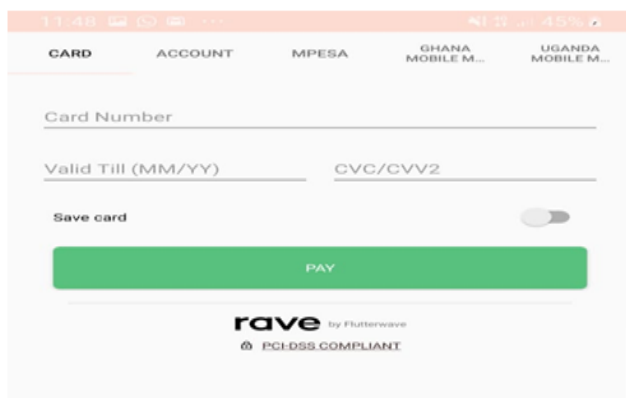 11:48 45%
CARD ACCOUNT MPESA GHANA MOBILE M... UGANDA MOBILE M...
Card Number
Valid Till (MM/YY) CVC/CVV2
Save card
PAY
rave by Flutterwave
PCI-DSS COMPLIANT